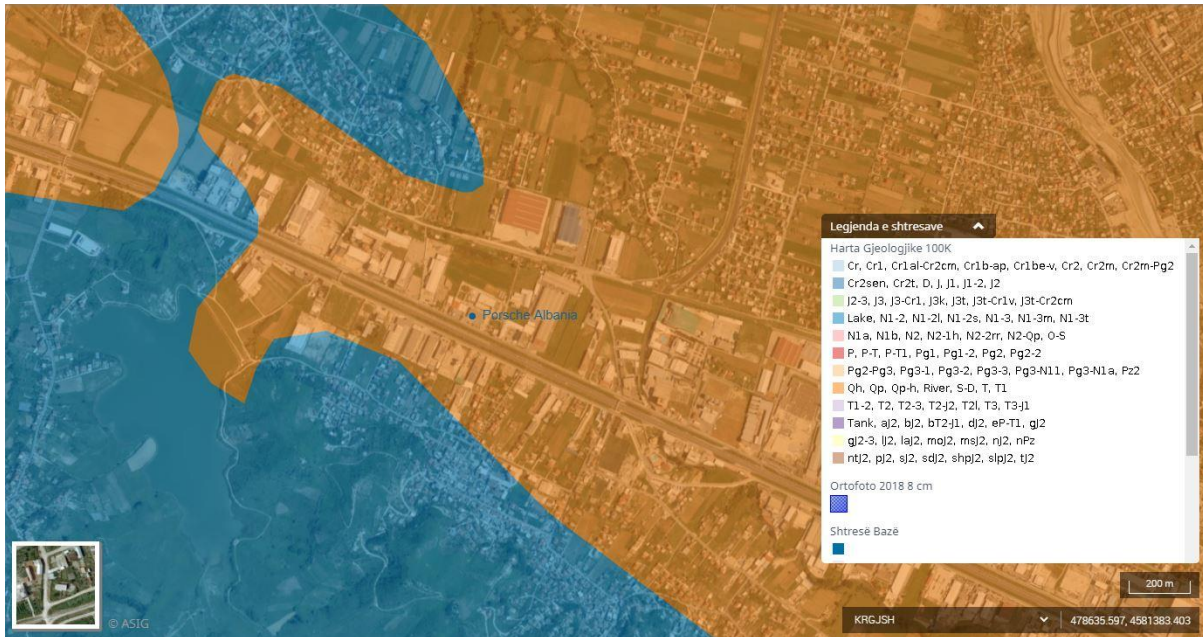 Porsche Albania
Legjenda e shtresave
Harta Gjeologjike 100K
Cr, Cr1, Cr1al-Cr2cm, Cr1b-ap, Cr1be-v, Cr2, Cr2m, Cr2m-Pg2
Cr2sen, Cr2t, D, J, J1, J1-2, J2
J2-3, J3, J3-Cr1, J3k, J3t, J3t-Cr1v, J3t-Cr2cm
Lake, N1-2, N1-2l, N1-2s, N1-3, N1-3m, N1-3t
N1a, N1b, N2, N2-1h, N2-2rr, N2-Qp, O-S
P, P-T, P-T1, Pg1, Pg1-2, Pg2, Pg2-2
Pg2-Pg3, Pg3-1, Pg3-2, Pg3-3, Pg3-N11, Pg3-N1a, Pz2
Qh, Qp, Qp-h, River, S-D, T, T1
T1-2, T2, T2-3, T2-J2, T2l, T3, T3-J1
Tank, aJ2, bJ2, bT2-J1, dJ2, eP-T1, gJ2
gJ2-3, lJ2, laJ2, moJ2, msJ2, nJ2, nPz
ntJ2, pJ2, sJ2, sdJ2, shpJ2, slpJ2, tJ2
Ortofoto 2018 8 cm
Shtresë Bazë
200 m
© ASIG
KRGJSH
478635.597, 4581383.403